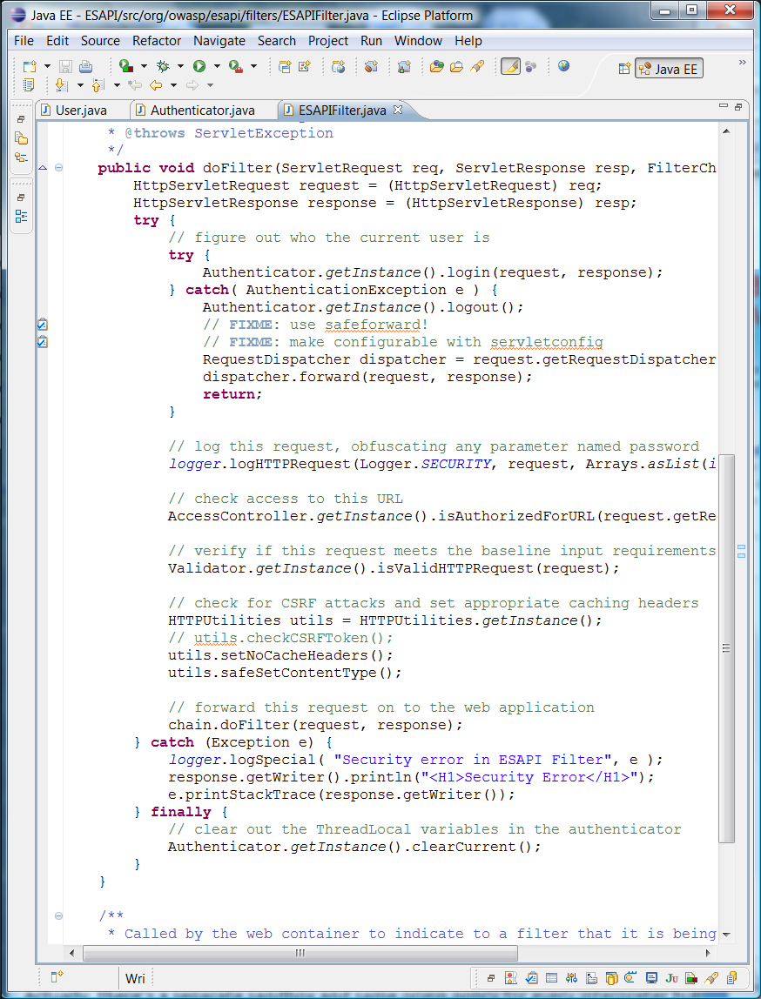 Java EE - ESAPI/src/org/owasp/esapi/filters/ESAPIFilter.java - Eclipse Platform
File Edit Source Refactor Navigate Search Project Run Window Help
Java EE
User.java Authenticator.java ESAPIFilter.java
* @throws ServletException
*/
public void doFilter(ServletRequest req, ServletResponse resp, FilterCh
HttpServletRequest request = (HttpServletRequest) req;
HttpServletResponse response = (HttpServletResponse) resp;
try {
// figure out who the current user is
try {
Authenticator.getInstance().login(request, response);
} catch( AuthenticationException e ) {
Authenticator.getInstance().logout();
// FIXME: use safeforward!
// FIXME: make configurable with servletconfig
RequestDispatcher dispatcher = request.getRequestDispatcher
dispatcher.forward(request, response);
return;
}
// log this request, obfuscating any parameter named password
logger.logHTTPRequest(Logger.SECURITY, request, Arrays.asList(i
// check access to this URL
AccessController.getInstance().isAuthorizedForURL(request.getRe
// verify if this request meets the baseline input requirements
Validator.getInstance().isValidHTTPRequest(request);
// check for CSRF attacks and set appropriate caching headers
HTTPUtilities utils = HTTPUtilities.getInstance();
// utils.checkCSRFToken();
utils.setNoCacheHeaders();
utils.safeSetContentType();
// forward this request on to the web application
chain.doFilter(request, response);
} catch (Exception e) {
logger.logSpecial( "Security error in ESAPI Filter", e );
response.getWriter().println("<H1>Security Error</H1>");
e.printStackTrace(response.getWriter());
} finally {
// clear out the ThreadLocal variables in the authenticator
Authenticator.getInstance().clearCurrent();
}
}
/**
* Called by the web container to indicate to a filter that it is being
Wri
Ju